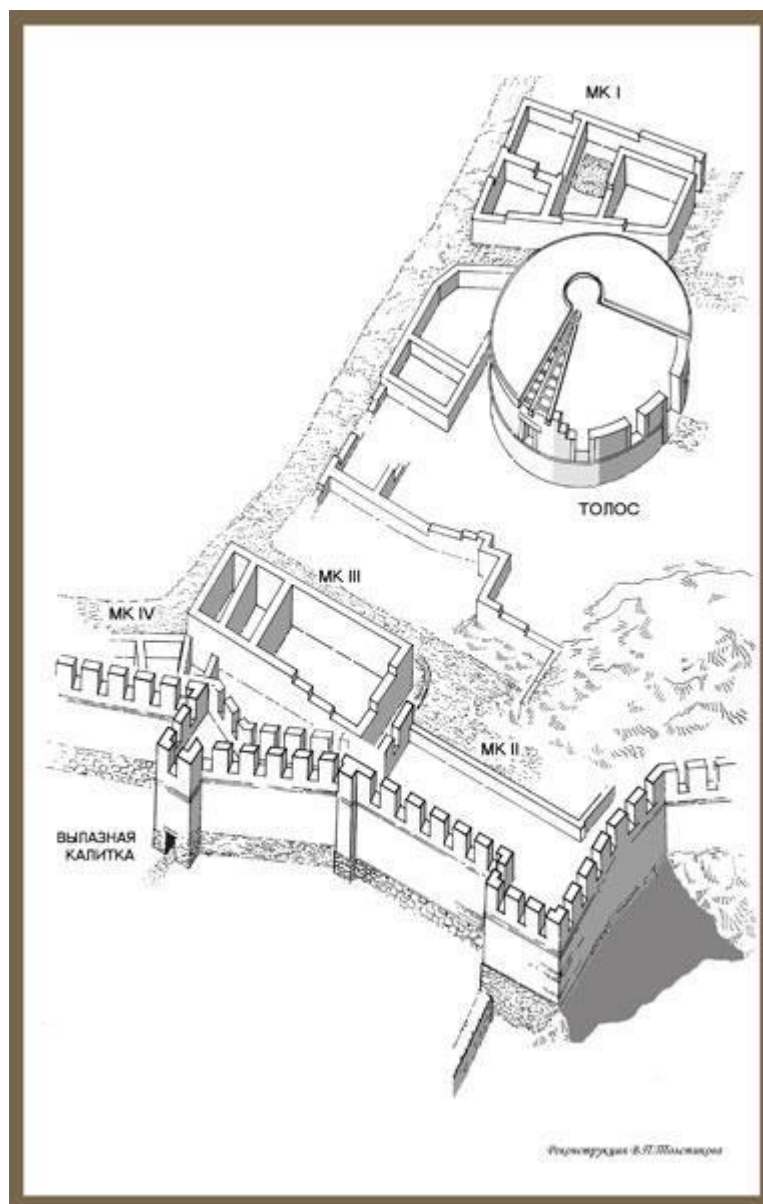 МК I
ТОЛОС
МК III
МК IV
МК II
ВЫЛАЗНАЯ
КАЛИТКА
Реконструкция В.П.Толстикова